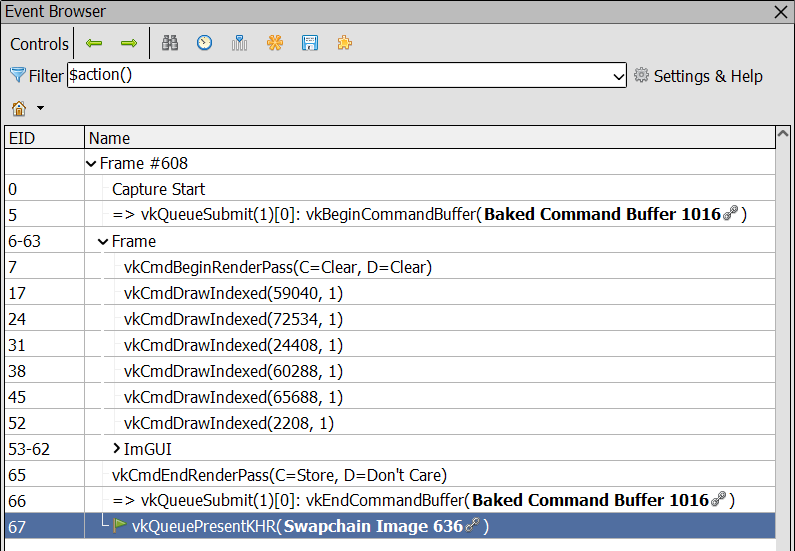 Event Browser
Controls
Filter $action() Settings & Help
EID Name
Frame #608
0 Capture Start
5 => vkQueueSubmit(1)[0]: vkBeginCommandBuffer(Baked Command Buffer 1016)
6-63 Frame
7 vkCmdBeginRenderPass(C=Clear, D=Clear)
17 vkCmdDrawIndexed(59040, 1)
24 vkCmdDrawIndexed(72534, 1)
31 vkCmdDrawIndexed(24408, 1)
38 vkCmdDrawIndexed(60288, 1)
45 vkCmdDrawIndexed(65688, 1)
52 vkCmdDrawIndexed(2208, 1)
53-62 ImGUI
65 vkCmdEndRenderPass(C=Store, D=Don't Care)
66 => vkQueueSubmit(1)[0]: vkEndCommandBuffer(Baked Command Buffer 1016)
67 vkQueuePresentKHR(Swapchain Image 636)